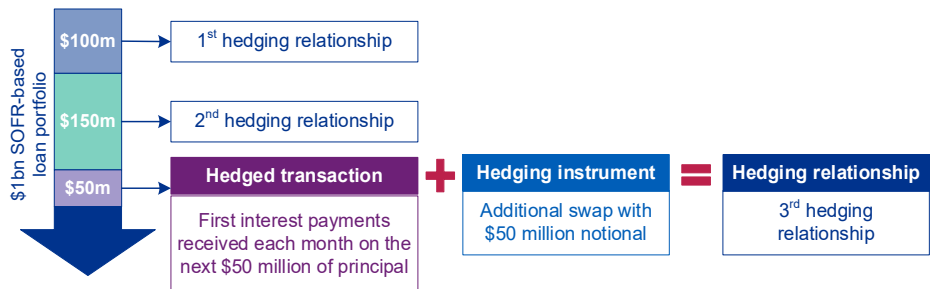 $1bn SOFR-based
loan portfolio
$100m
1st hedging relationship
$150m
2nd hedging relationship
$50m
Hedged transaction
First interest payments
received each month on the
next $50 million of principal
+
Hedging instrument
Additional swap with
$50 million notional
=
Hedging relationship
3rd hedging
relationship